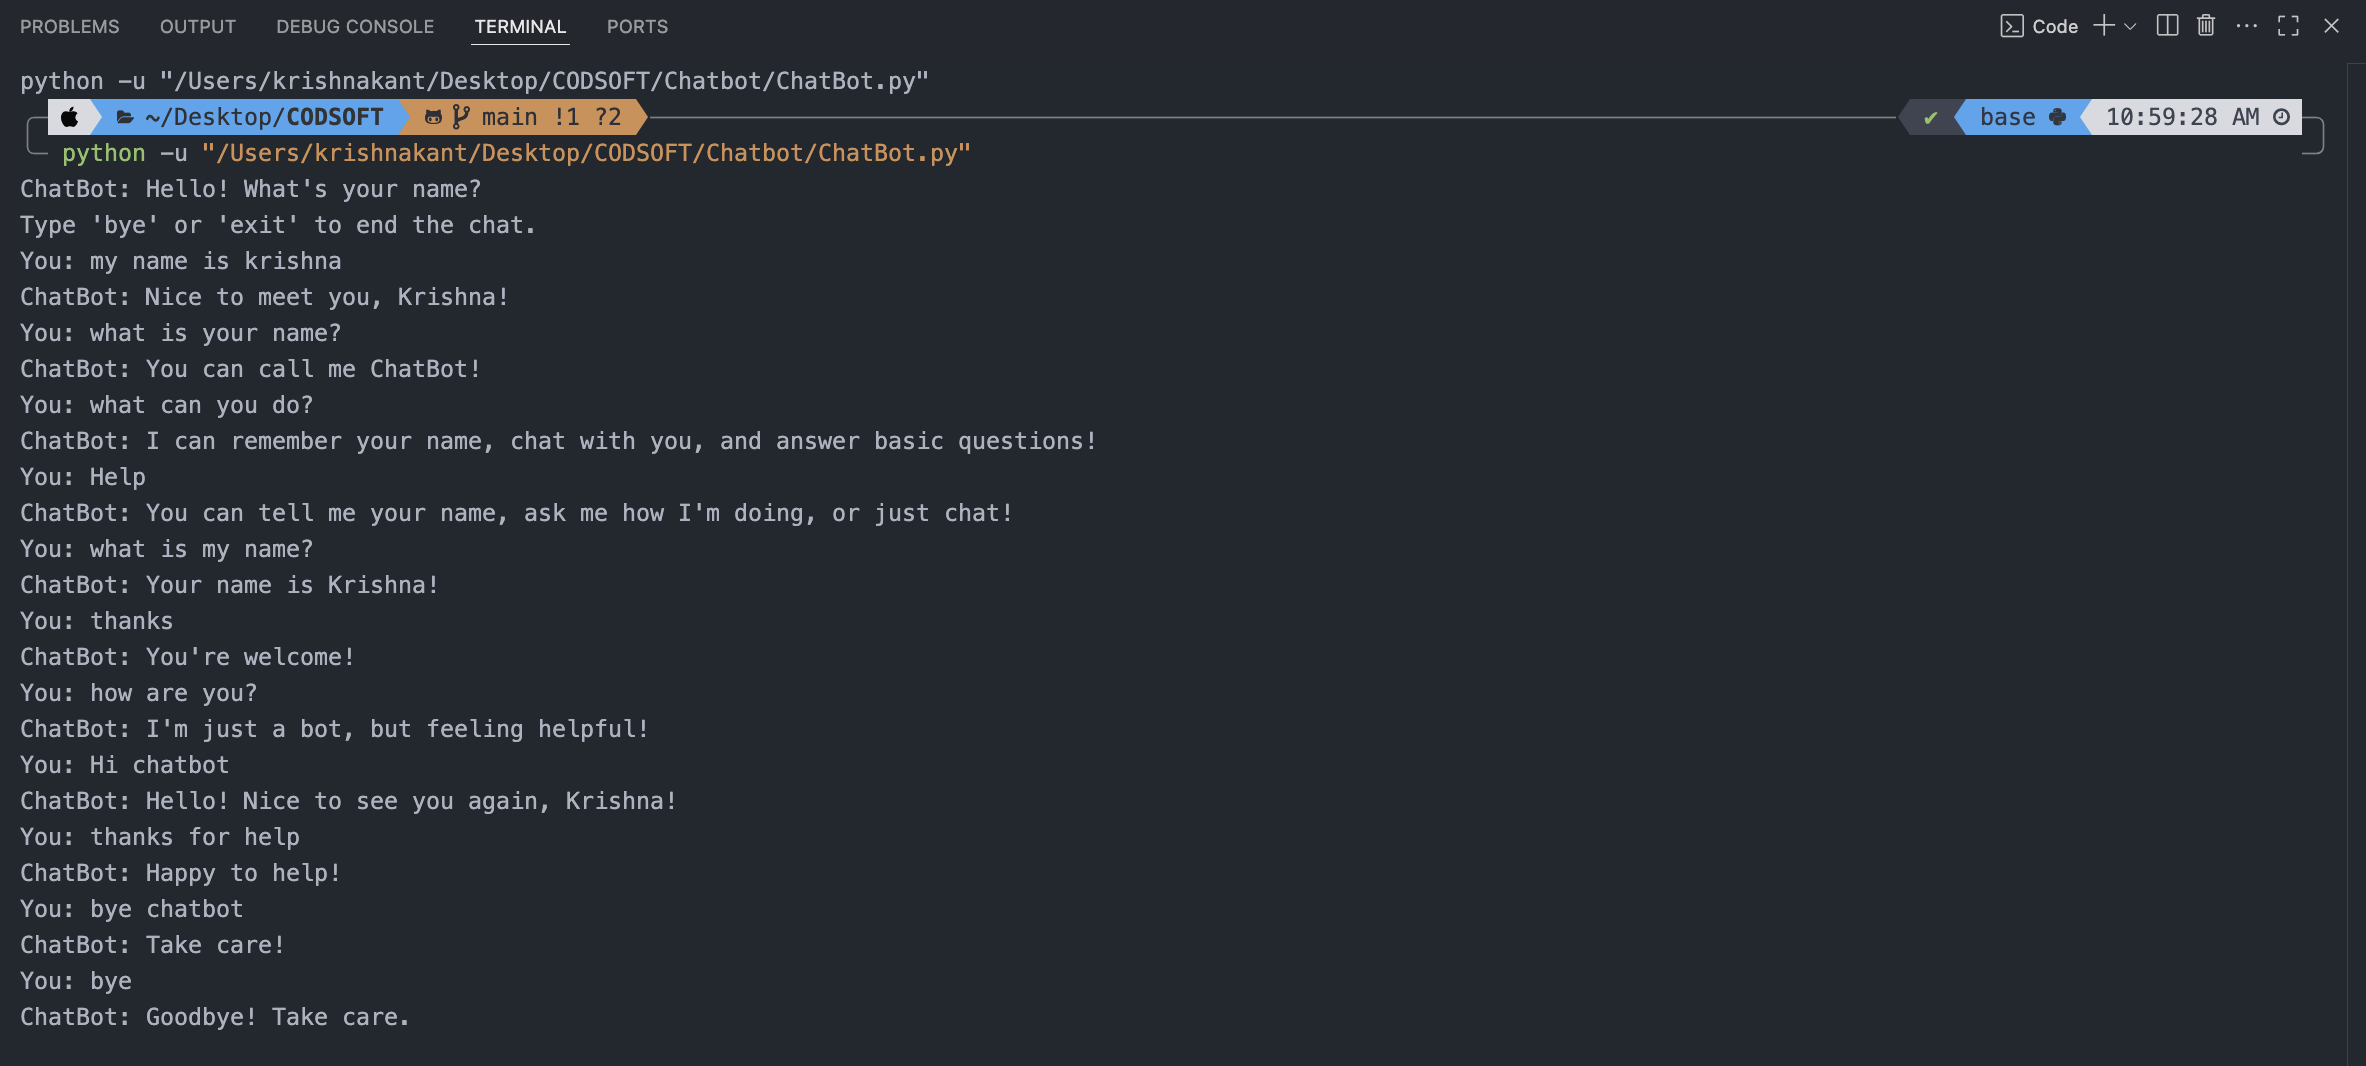 PROBLEMS OUTPUT DEBUG CONSOLE TERMINAL PORTS Code
python -u "/Users/krishnakant/Desktop/CODSOFT/Chatbot/ChatBot.py"
~/Desktop/CODSOFT main !1 ?2 ✔ base 10:59:28 AM
python -u "/Users/krishnakant/Desktop/CODSOFT/Chatbot/ChatBot.py"
ChatBot: Hello! What's your name?
Type 'bye' or 'exit' to end the chat.
You: my name is krishna
ChatBot: Nice to meet you, Krishna!
You: what is your name?
ChatBot: You can call me ChatBot!
You: what can you do?
ChatBot: I can remember your name, chat with you, and answer basic questions!
You: Help
ChatBot: You can tell me your name, ask me how I'm doing, or just chat!
You: what is my name?
ChatBot: Your name is Krishna!
You: thanks
ChatBot: You're welcome!
You: how are you?
ChatBot: I'm just a bot, but feeling helpful!
You: Hi chatbot
ChatBot: Hello! Nice to see you again, Krishna!
You: thanks for help
ChatBot: Happy to help!
You: bye chatbot
ChatBot: Take care!
You: bye
ChatBot: Goodbye! Take care.